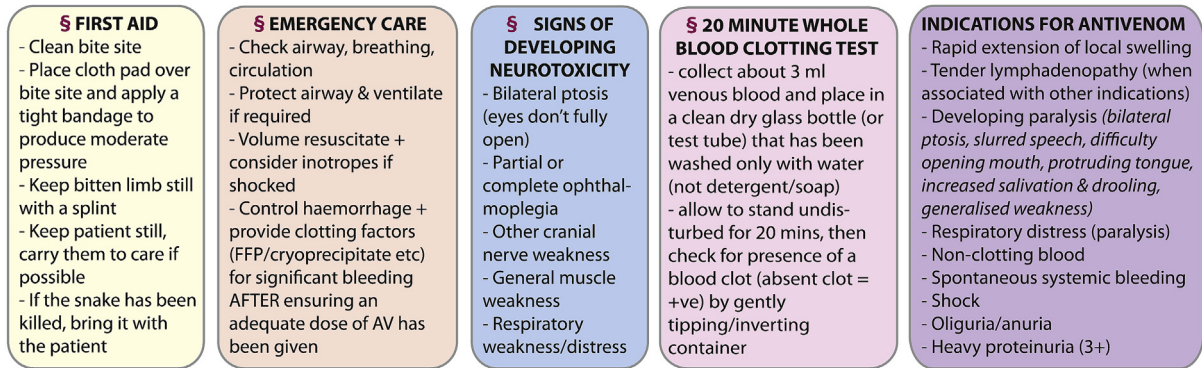 § FIRST AID
- Clean bite site
- Place cloth pad over
bite site and apply a
tight bandage to
produce moderate
pressure
- Keep bitten limb still
with a splint
- Keep patient still,
carry them to care if
possible
- If the snake has been
killed, bring it with
the patient
§ EMERGENCY CARE
- Check airway, breathing,
circulation
- Protect airway & ventilate
if required
- Volume resuscitate +
consider inotropes if
shocked
- Control haemorrhage +
provide clotting factors
(FFP/cryoprecipitate etc)
for significant bleeding
AFTER ensuring an
adequate dose of AV has
been given
§ SIGNS OF
DEVELOPING
NEUROTOXICITY
- Bilateral ptosis
(eyes don't fully
open)
- Partial or
complete ophthal-
moplegia
- Other cranial
nerve weakness
- General muscle
weakness
- Respiratory
weakness/distress
§ 20 MINUTE WHOLE
BLOOD CLOTTING TEST
- collect about 3 ml
venous blood and place in
a clean dry glass bottle (or
test tube) that has been
washed only with water
(not detergent/soap)
- allow to stand undis-
turbed for 20 mins, then
check for presence of a
blood clot (absent clot =
+ve) by gently
tipping/inverting
container
INDICATIONS FOR ANTIVENOM
- Rapid extension of local swelling
- Tender lymphadenopathy (when
associated with other indications)
- Developing paralysis (bilateral
ptosis, slurred speech, difficulty
opening mouth, protruding tongue,
increased salivation & drooling,
generalised weakness)
- Respiratory distress (paralysis)
- Non-clotting blood
- Spontaneous systemic bleeding
- Shock
- Oliguria/anuria
- Heavy proteinuria (3+)